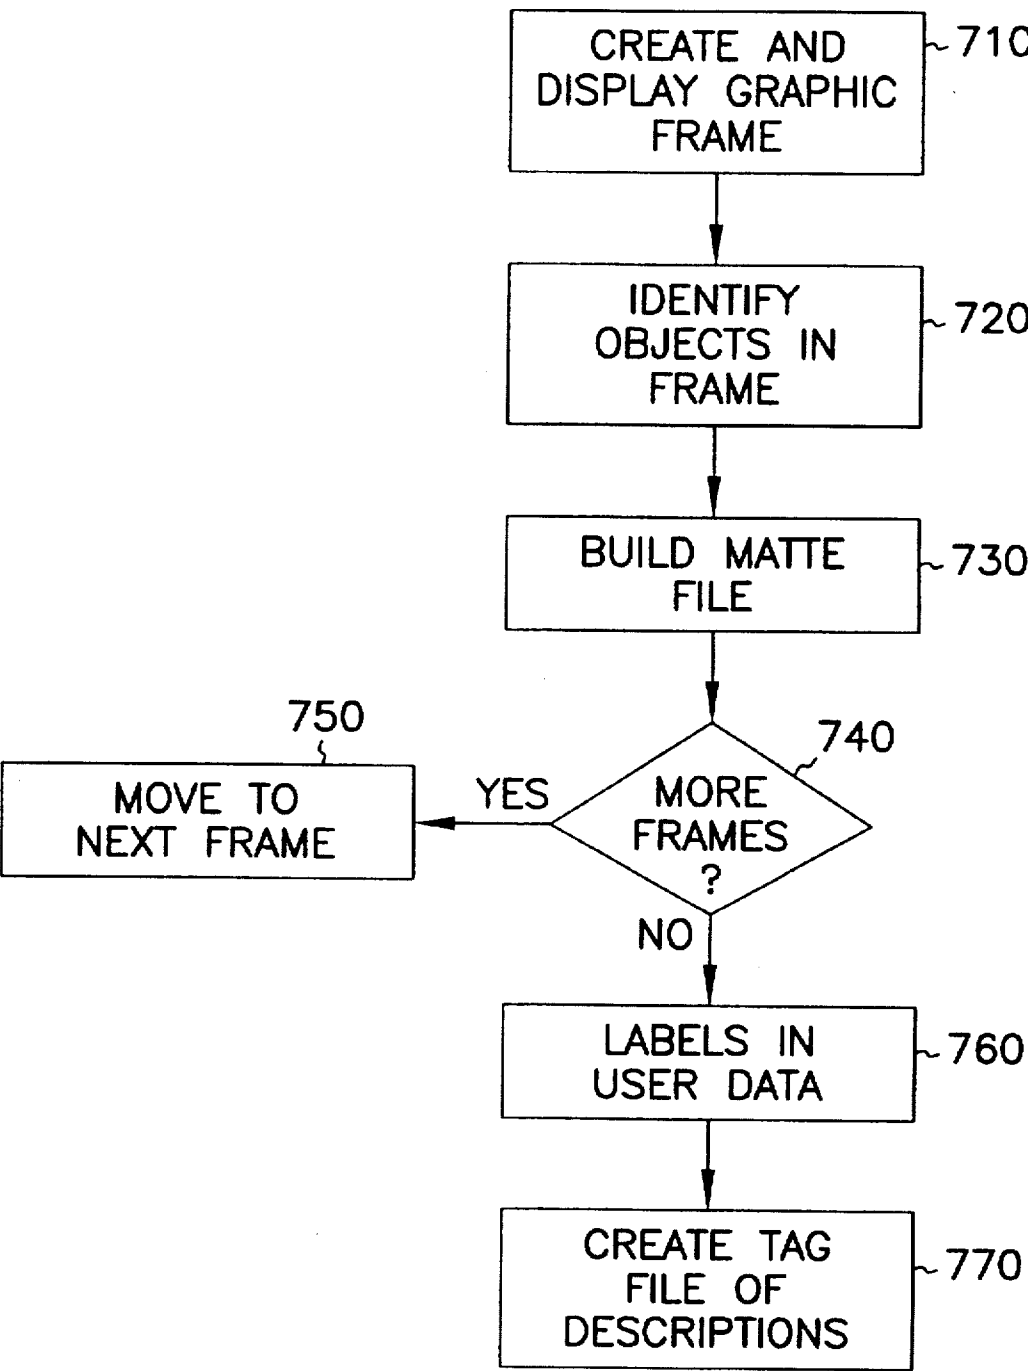 CREATE AND
DISPLAY GRAPHIC
FRAME
710
IDENTIFY
OBJECTS IN
FRAME
720
BUILD MATTE
FILE
730
740
MORE
FRAMES
?
YES
750
MOVE TO
NEXT FRAME
NO
LABELS IN
USER DATA
760
CREATE TAG
FILE OF
DESCRIPTIONS
770